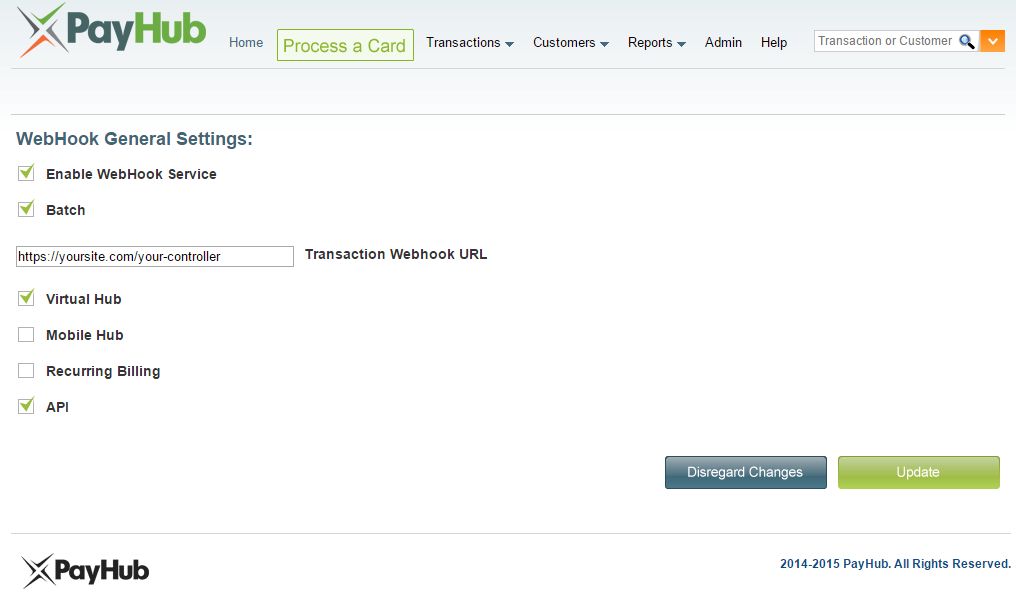 PayHub
Home Process a Card Transactions Customers Reports Admin Help Transaction or Customer
WebHook General Settings:
Enable WebHook Service
Batch
https://yoursite.com/your-controller Transaction Webhook URL
Virtual Hub
Mobile Hub
Recurring Billing
API
Disregard Changes Update
PayHub 2014-2015 PayHub. All Rights Reserved.